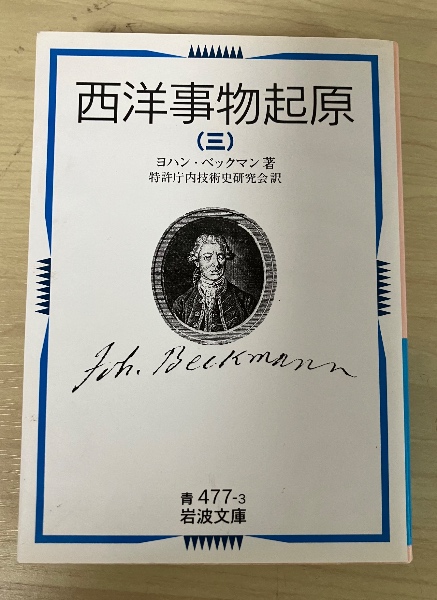 西洋事物起原
(三)
ヨハン・ベックマン著
特許庁内技術史研究会訳
Joh. Beckmann
青 477-3
岩波文庫